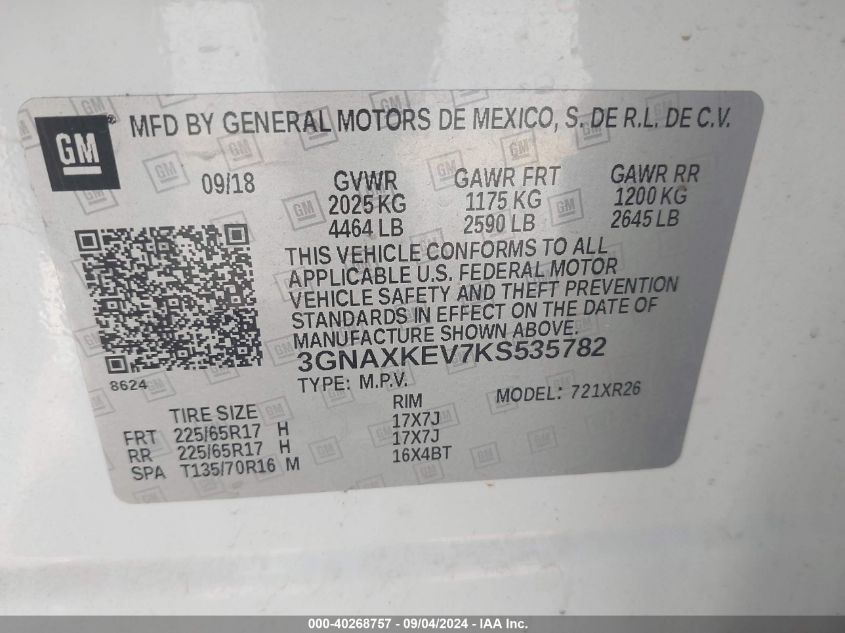 GM ® MFD BY GENERAL MOTORS DE MEXICO, S. DE R.L. DE C.V.
09/18 GVWR GAWR FRT GAWR RR
2025 KG 1175 KG 1200 KG
4464 LB 2590 LB 2645 LB
THIS VEHICLE CONFORMS TO ALL
APPLICABLE U.S. FEDERAL MOTOR
VEHICLE SAFETY AND THEFT PREVENTION
STANDARDS IN EFFECT ON THE DATE OF
MANUFACTURE SHOWN ABOVE.
3GNAXKEV7KS535782
8624 TYPE: M.P.V. MODEL: 721XR26
TIRE SIZE RIM
FRT 225/65R17 H 17X7J
RR 225/65R17 H 17X7J
SPA T135/70R16 M 16X4BT
000-40268757 - 09/04/2024 - IAA Inc.